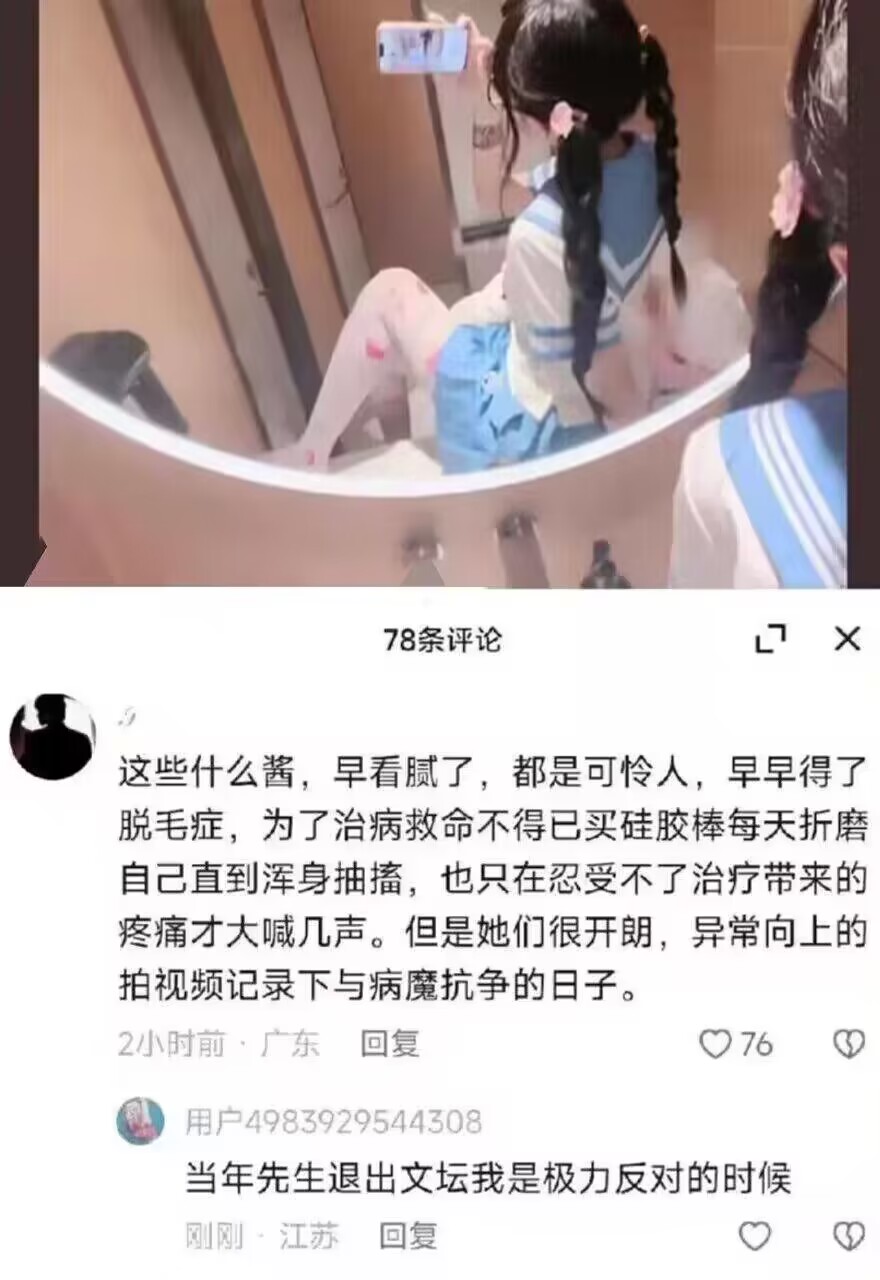 78条评论
这些什么酱，早看腻了，都是可怜人，早早得了
脱毛症，为了治病救命不得已买硅胶棒每天折磨
自己直到浑身抽搐，也只在忍受不了治疗带来的
疼痛才大喊几声。但是她们很开朗，异常向上的
拍视频记录下与病魔抗争的日子。
2小时前 · 广东 回复 76
用户4983929544308
当年先生退出文坛我是极力反对的时候
刚刚 · 江苏 回复